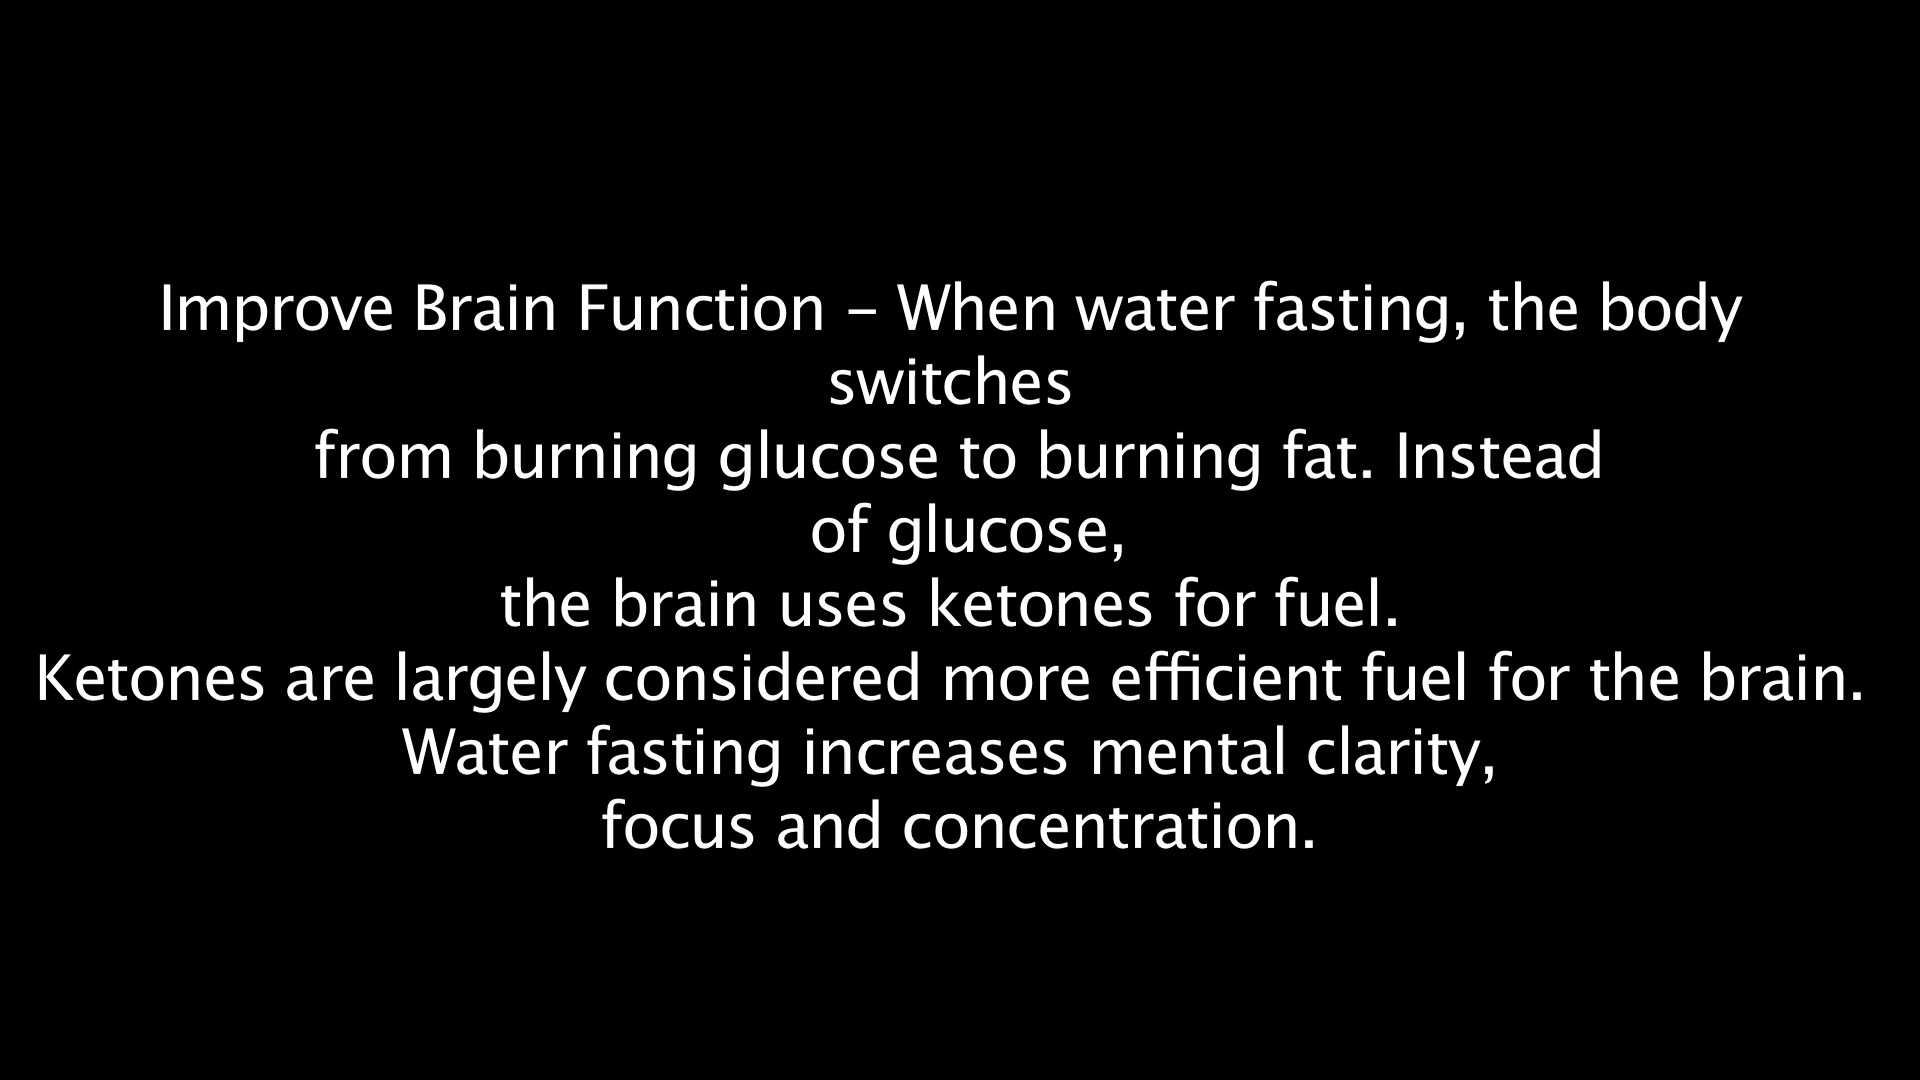 Improve Brain Function – When water fasting, the body
switches
from burning glucose to burning fat. Instead
of glucose,
the brain uses ketones for fuel.
Ketones are largely considered more efficient fuel for the brain.
Water fasting increases mental clarity,
focus and concentration.